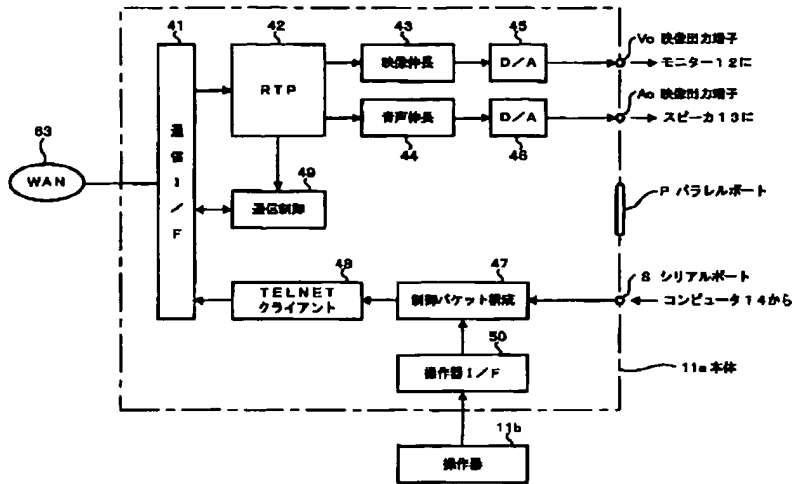 41
42
43
45
Vo 映像出力端子
モニター12に
RTP
映像伸長
D/A
Ao 映像出力端子
スピーカ13に
音声伸長
D/A
44
46
63
WAN
通信I/F
49
通信制御
P パラレルポート
48
47
S シリアルポート
TELNET
クライアント
制御パケット構成
コンピュータ14から
50
操作器I/F
11a本体
11b
操作器